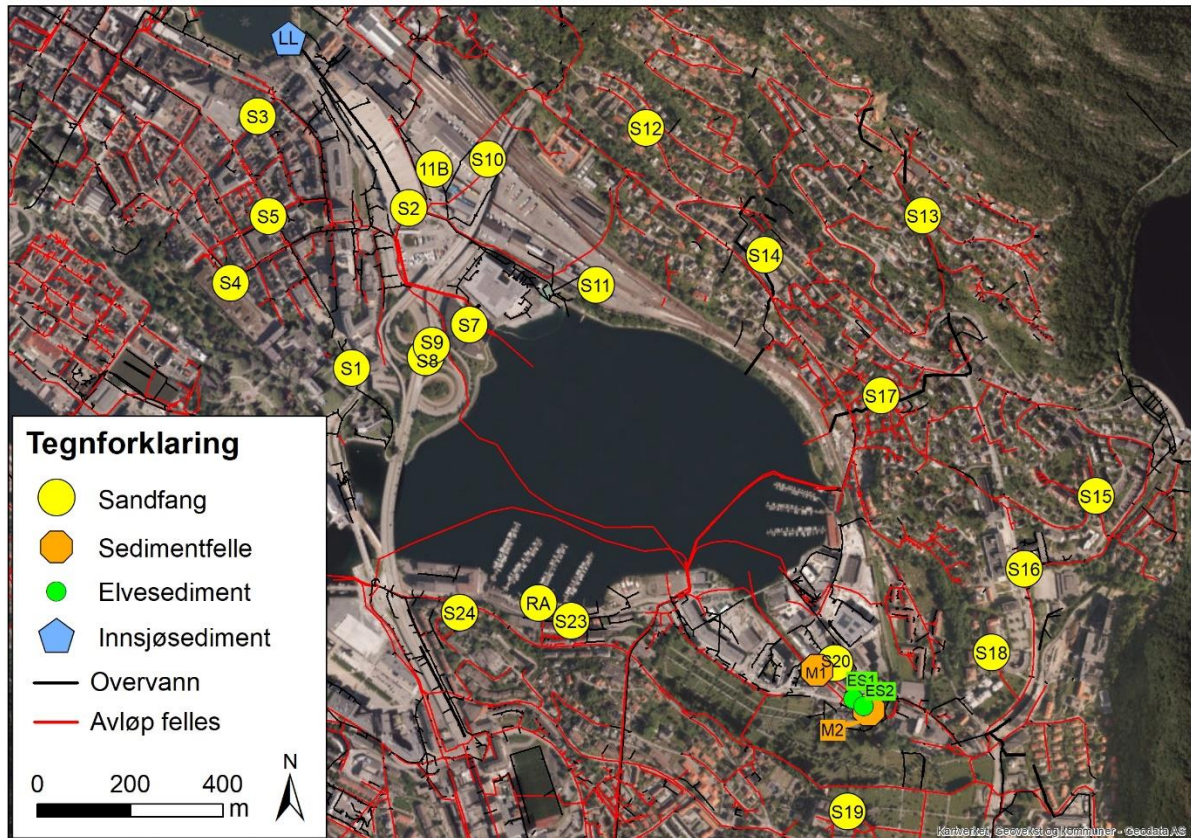 LL
S3
S12
11B
S10
S2
S5
S13
S14
S4
S11
S7
S9
S8
S1
S17
S15
S16
RA
S24
S23
S18
S20
M1
ES1
ES2
M2
S19
Tegnforklaring
Sandfang
Sedimentfelle
Elvesediment
Innsjøsediment
Overvann
Avløp felles
0 200 400
m
N
Kartverket, Geovekst og kommuner - Geodata AS